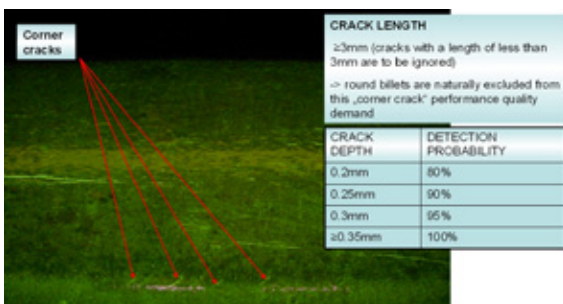 Corner
cracks
CRACK LENGTH
≥3mm (cracks with a length of less than
3mm are to be ignored)
-> round billets are naturally excluded from
this „corner crack" performance quality
demand
CRACK DEPTH DETECTION PROBABILITY
0.2mm 80%
0.25mm 90%
0.3mm 95%
≥0.35mm 100%